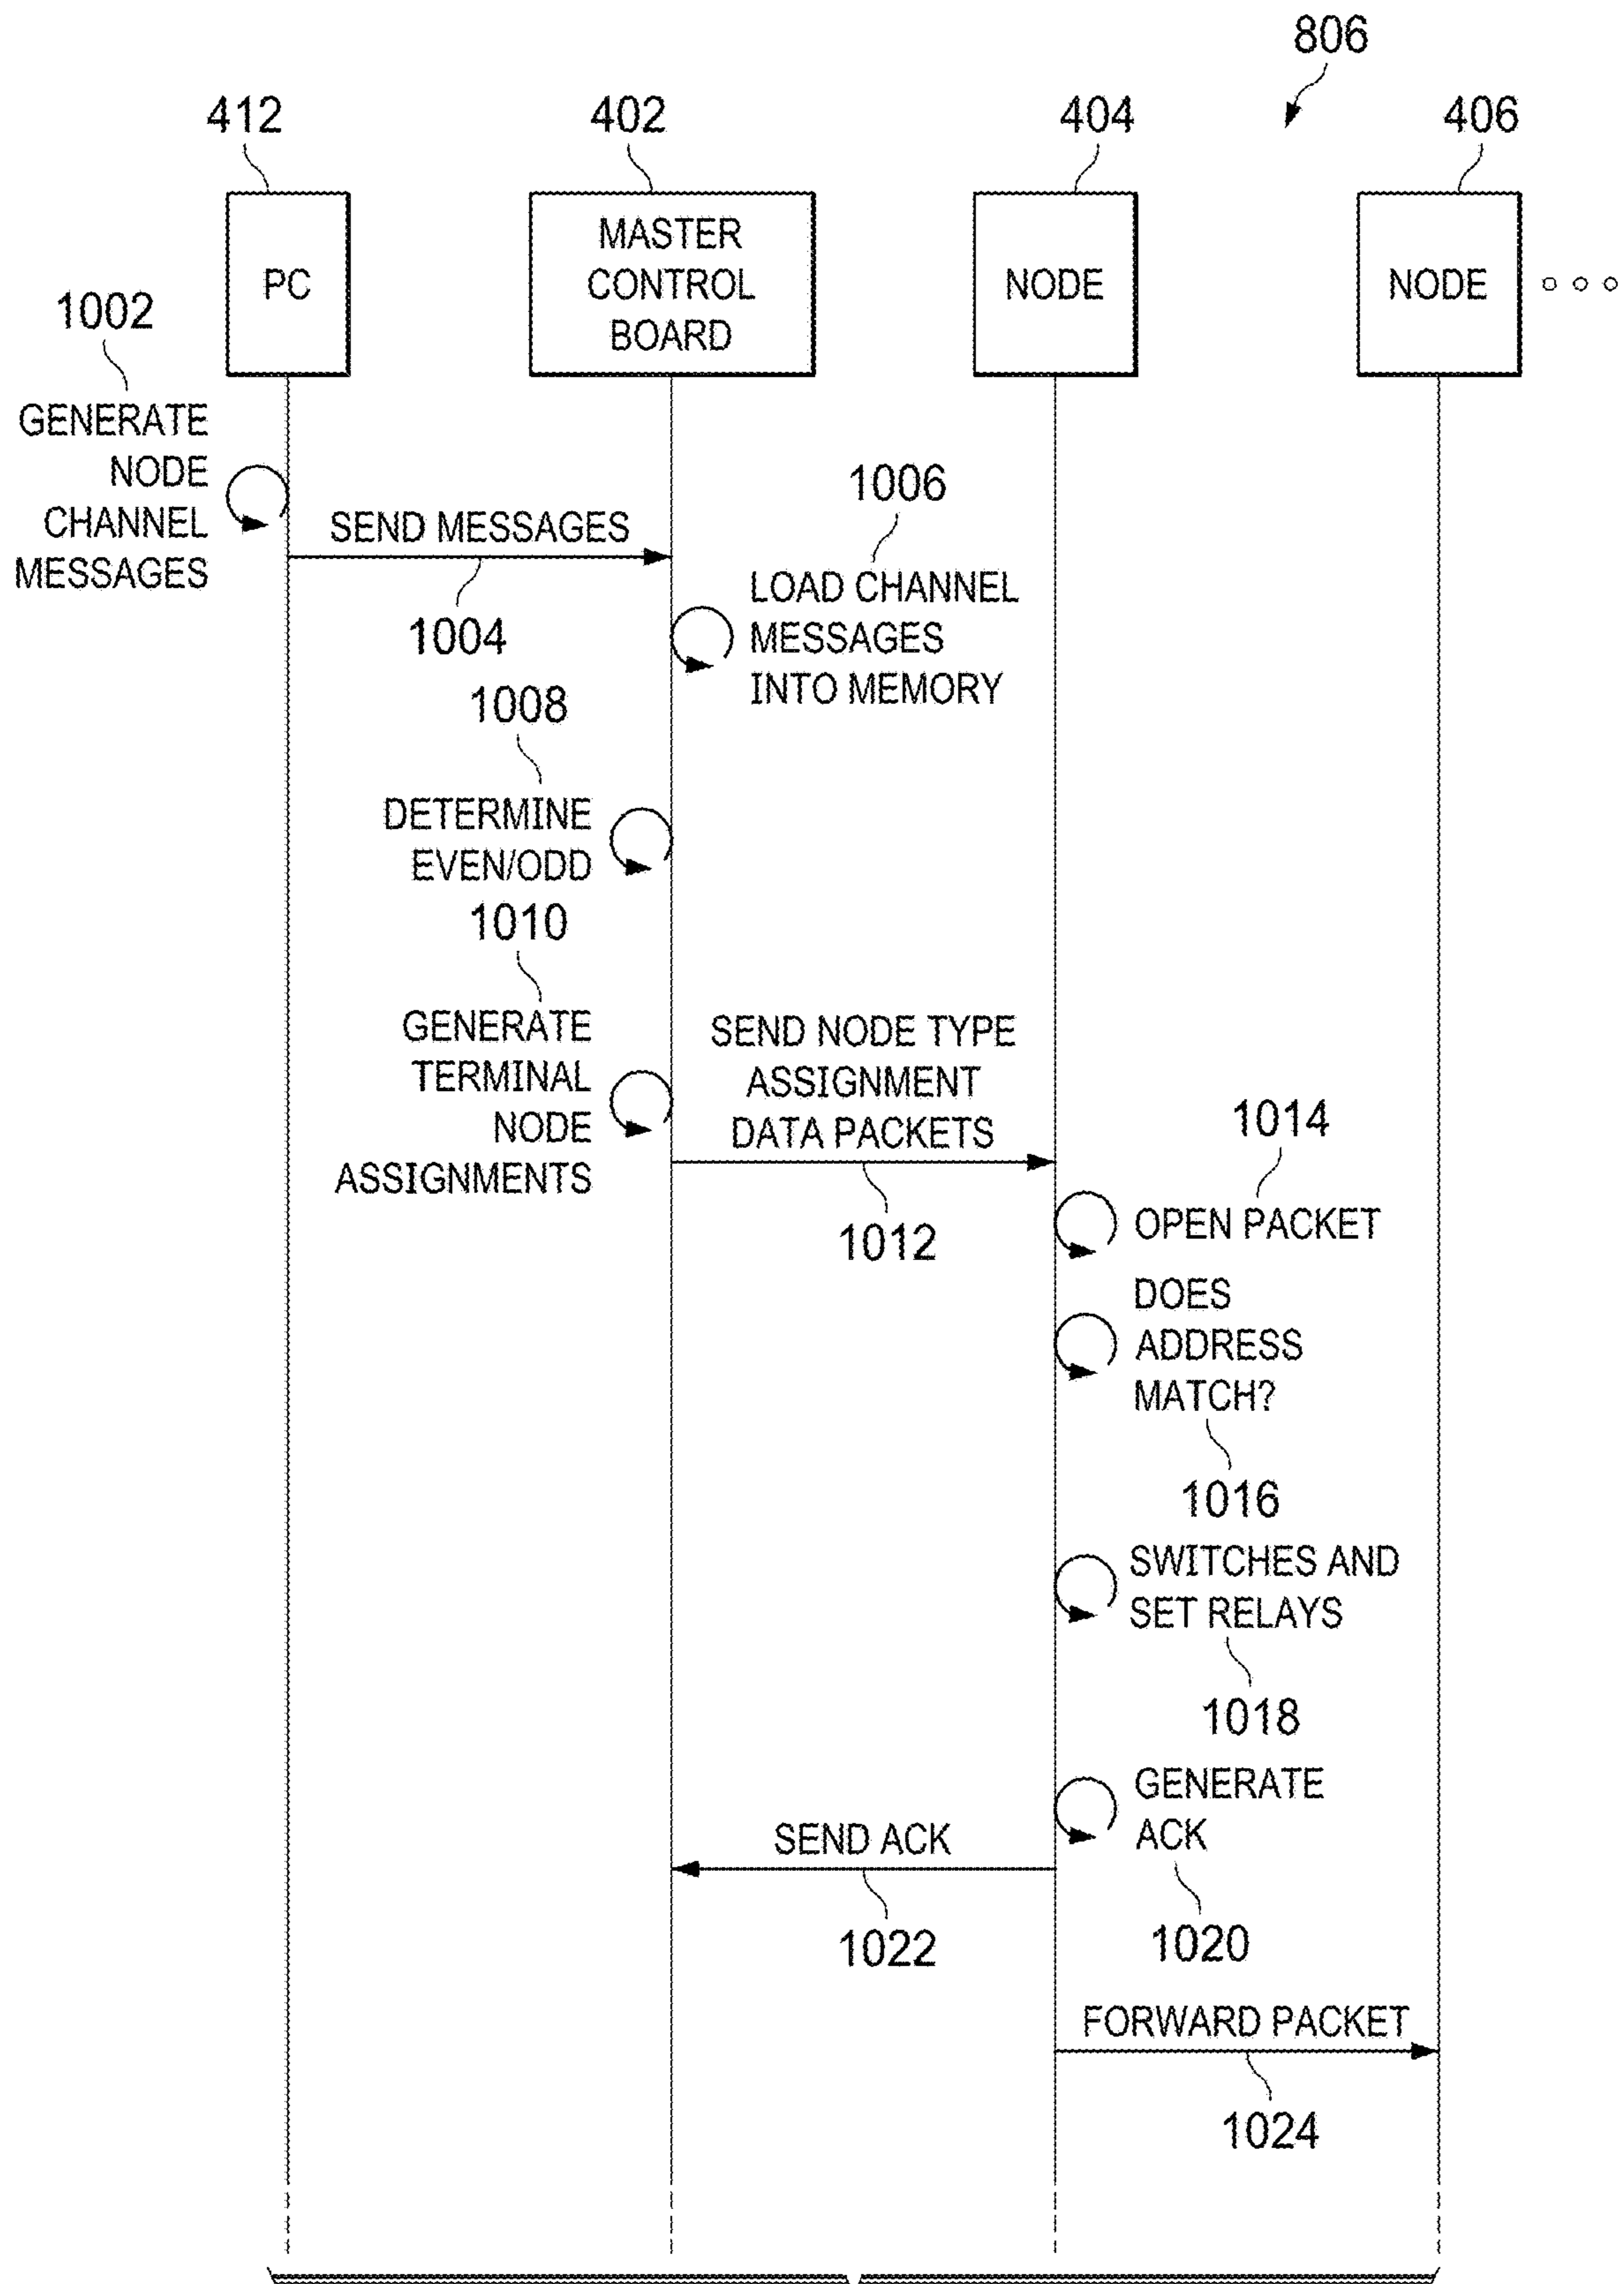 806
412
402
404
406
PC
MASTER
CONTROL
BOARD
NODE
NODE
1002
GENERATE
NODE
CHANNEL
MESSAGES
SEND MESSAGES
1004
1006
LOAD CHANNEL
MESSAGES
INTO MEMORY
1008
DETERMINE
EVEN/ODD
1010
GENERATE
TERMINAL
NODE
ASSIGNMENTS
SEND NODE TYPE
ASSIGNMENT
DATA PACKETS
1012
1014
OPEN PACKET
DOES
ADDRESS
MATCH?
1016
SWITCHES AND
SET RELAYS
1018
GENERATE
ACK
1020
SEND ACK
1022
FORWARD PACKET
1024